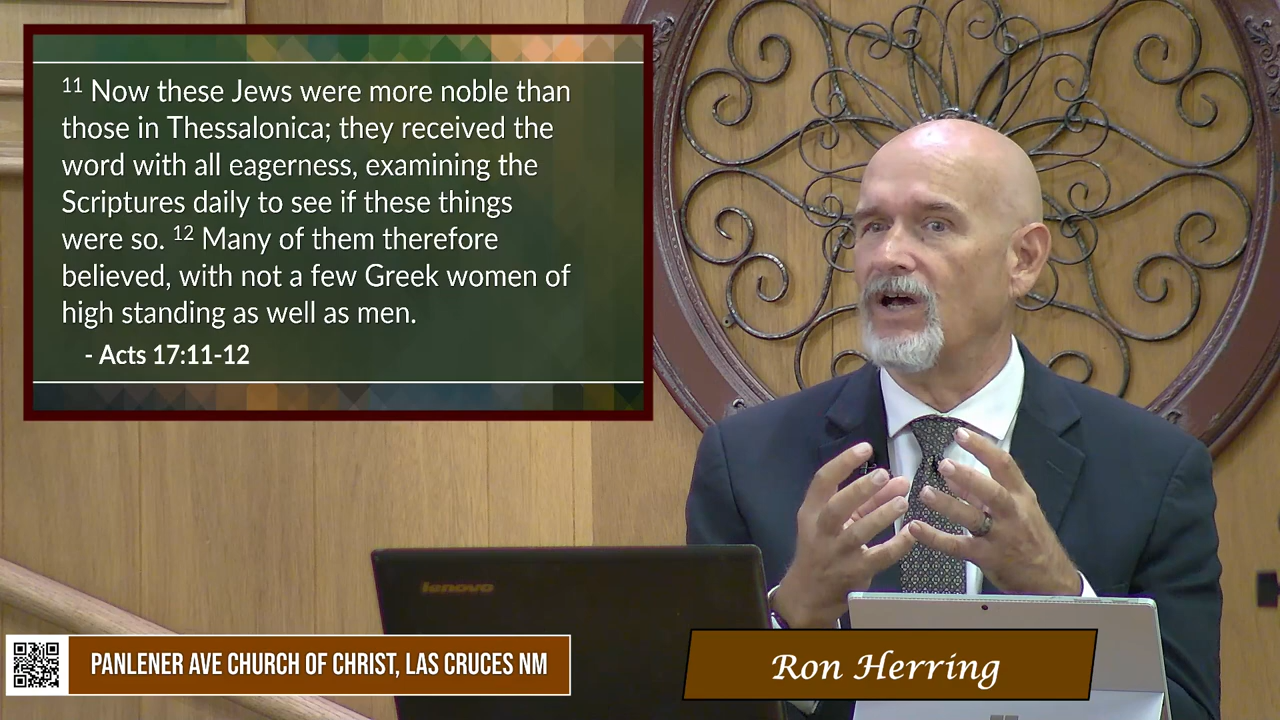 11 Now these Jews were more noble than
those in Thessalonica; they received the
word with all eagerness, examining the
Scriptures daily to see if these things
were so. 12 Many of them therefore
believed, with not a few Greek women of
high standing as well as men.
- Acts 17:11-12
lenovo
PANLENER AVE CHURCH OF CHRIST, LAS CRUCES NM
Ron Herring